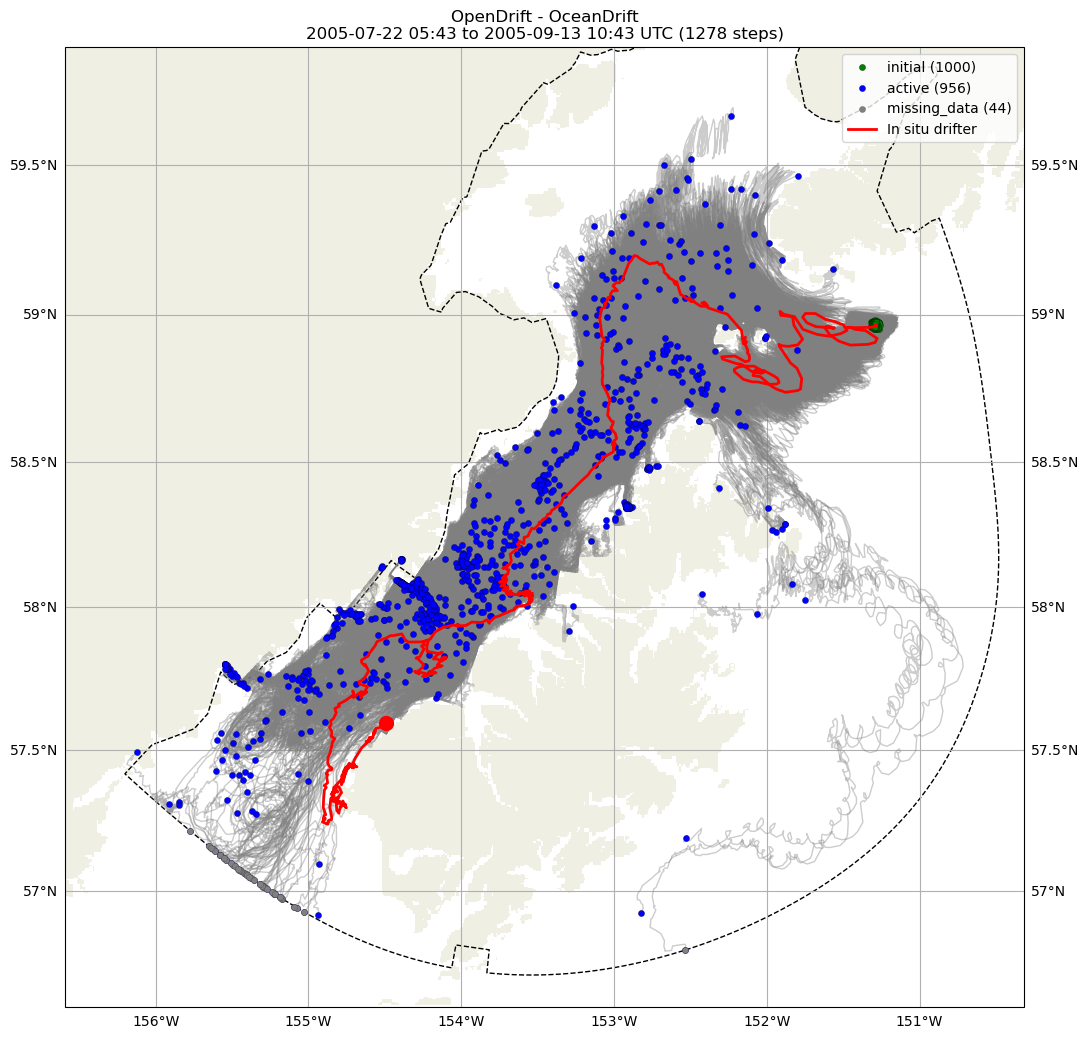 OpenDrift - OceanDrift
2005-07-22 05:43 to 2005-09-13 10:43 UTC (1278 steps)
initial (1000)
active (956)
missing_data (44)
In situ drifter
59.5°N
59.5°N
59°N
59°N
58.5°N
58.5°N
58°N
58°N
57.5°N
57.5°N
57°N
57°N
156°W
155°W
154°W
153°W
152°W
151°W